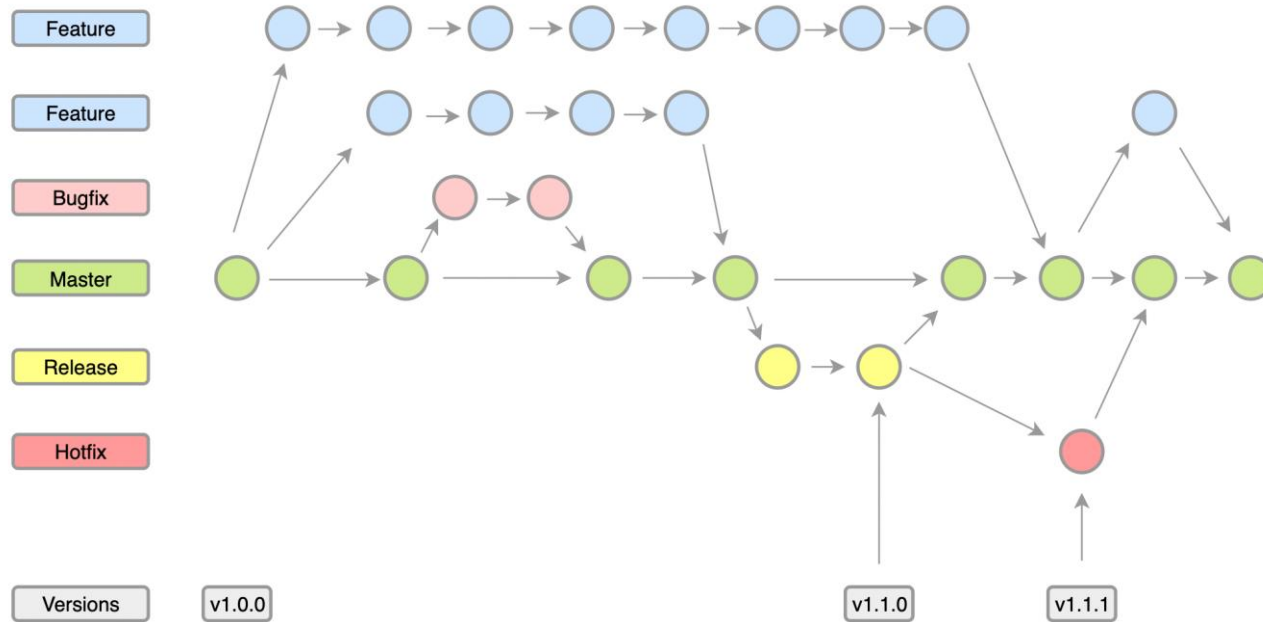 Feature
Feature
Bugfix
Master
Release
Hotfix
Versions
v1.0.0
v1.1.0
v1.1.1